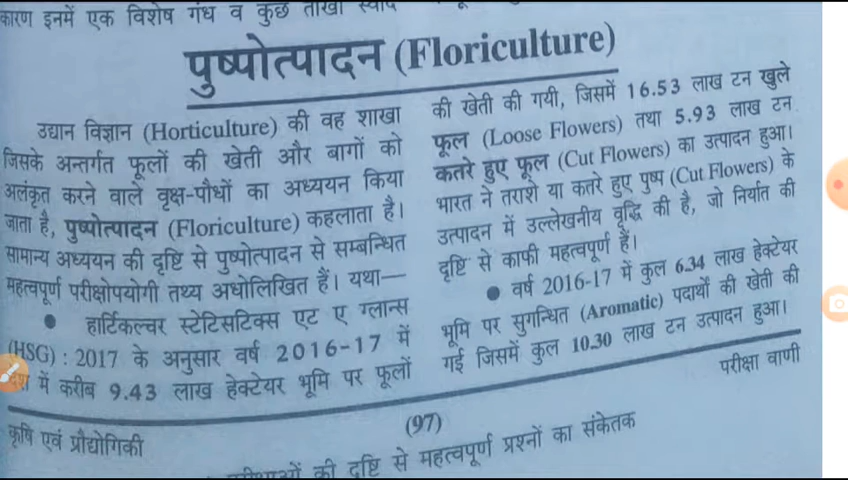 कारण इनमें एक विशेष गंध व कुछ तीखा स्वाद
पुष्पोत्पादन (Floriculture)
उद्यान विज्ञान (Horticulture) की वह शाखा
जिसके अन्तर्गत फूलों की खेती और बागों को
अलंकृत करने वाले वृक्ष-पौधों का अध्ययन किया
जाता है, पुष्पोत्पादन (Floriculture) कहलाता है।
सामान्य अध्ययन की दृष्टि से पुष्पोत्पादन से सम्बन्धित
महत्वपूर्ण परीक्षोपयोगी तथ्य अधोलिखित हैं। यथा—
● हार्टिकल्चर स्टेटिसटिक्स एट ए ग्लान्स
(HSG) : 2017 के अनुसार वर्ष 2016-17 में
में करीब 9.43 लाख हेक्टेयर भूमि पर फूलों
की खेती की गयी, जिसमें 16.53 लाख टन खुले
फूल (Loose Flowers) तथा 5.93 लाख टन
कतरे हुए फूल (Cut Flowers) का उत्पादन हुआ।
भारत ने तराशे या कतरे हुए पुष्प (Cut Flowers) के
उत्पादन में उल्लेखनीय वृद्धि की है, जो निर्यात की
दृष्टि से काफी महत्वपूर्ण हैं।
● वर्ष 2016-17 में कुल 6.34 लाख हेक्टेयर
भूमि पर सुगन्धित (Aromatic) पदार्थों की खेती की
गई जिसमें कुल 10.30 लाख टन उत्पादन हुआ।
कृषि एवं प्रौद्योगिकी
(97)
परीक्षा वाणी
की दृष्टि से महत्वपूर्ण प्रश्नों का संकेतक